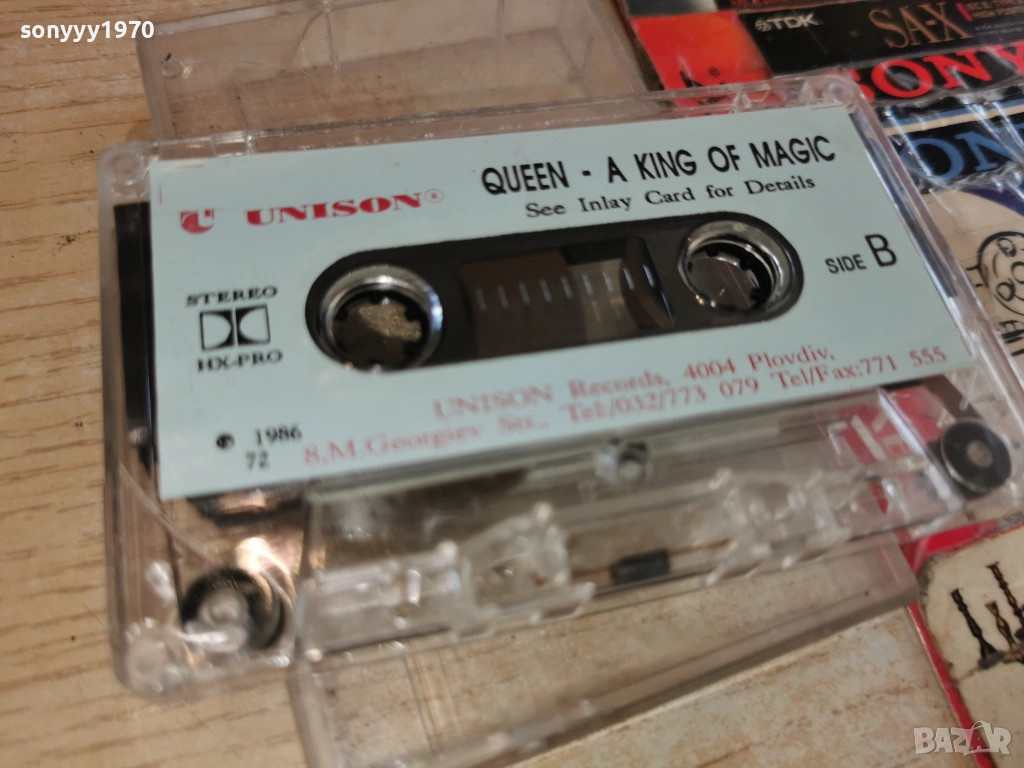 sonyyy1970
TDK
SA-X
SONY
QUEEN - A KING OF MAGIC
See Inlay Card for Details
U UNISON®
SIDE B
STEREO
HX-PRO
UNISON Records, 4004 Plovdiv,
8,M.Georgiev Str., Tel:/032/773 079 Tel/Fax:771 555
℗ 1986
72
BAZAR